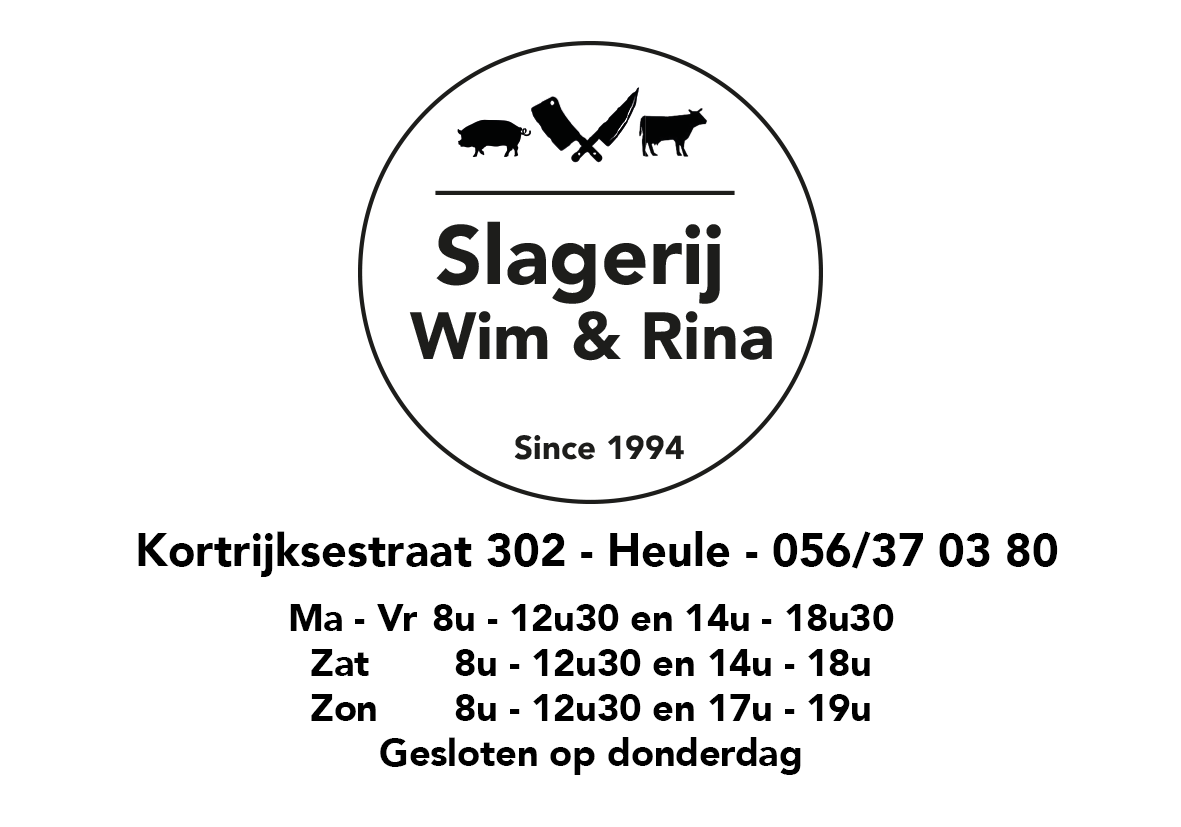 Slagerij
Wim & Rina
Since 1994
Kortrijksestraat 302 - Heule - 056/37 03 80
Ma - Vr 8u - 12u30 en 14u - 18u30
Zat 8u - 12u30 en 14u - 18u
Zon 8u - 12u30 en 17u - 19u
Gesloten op donderdag